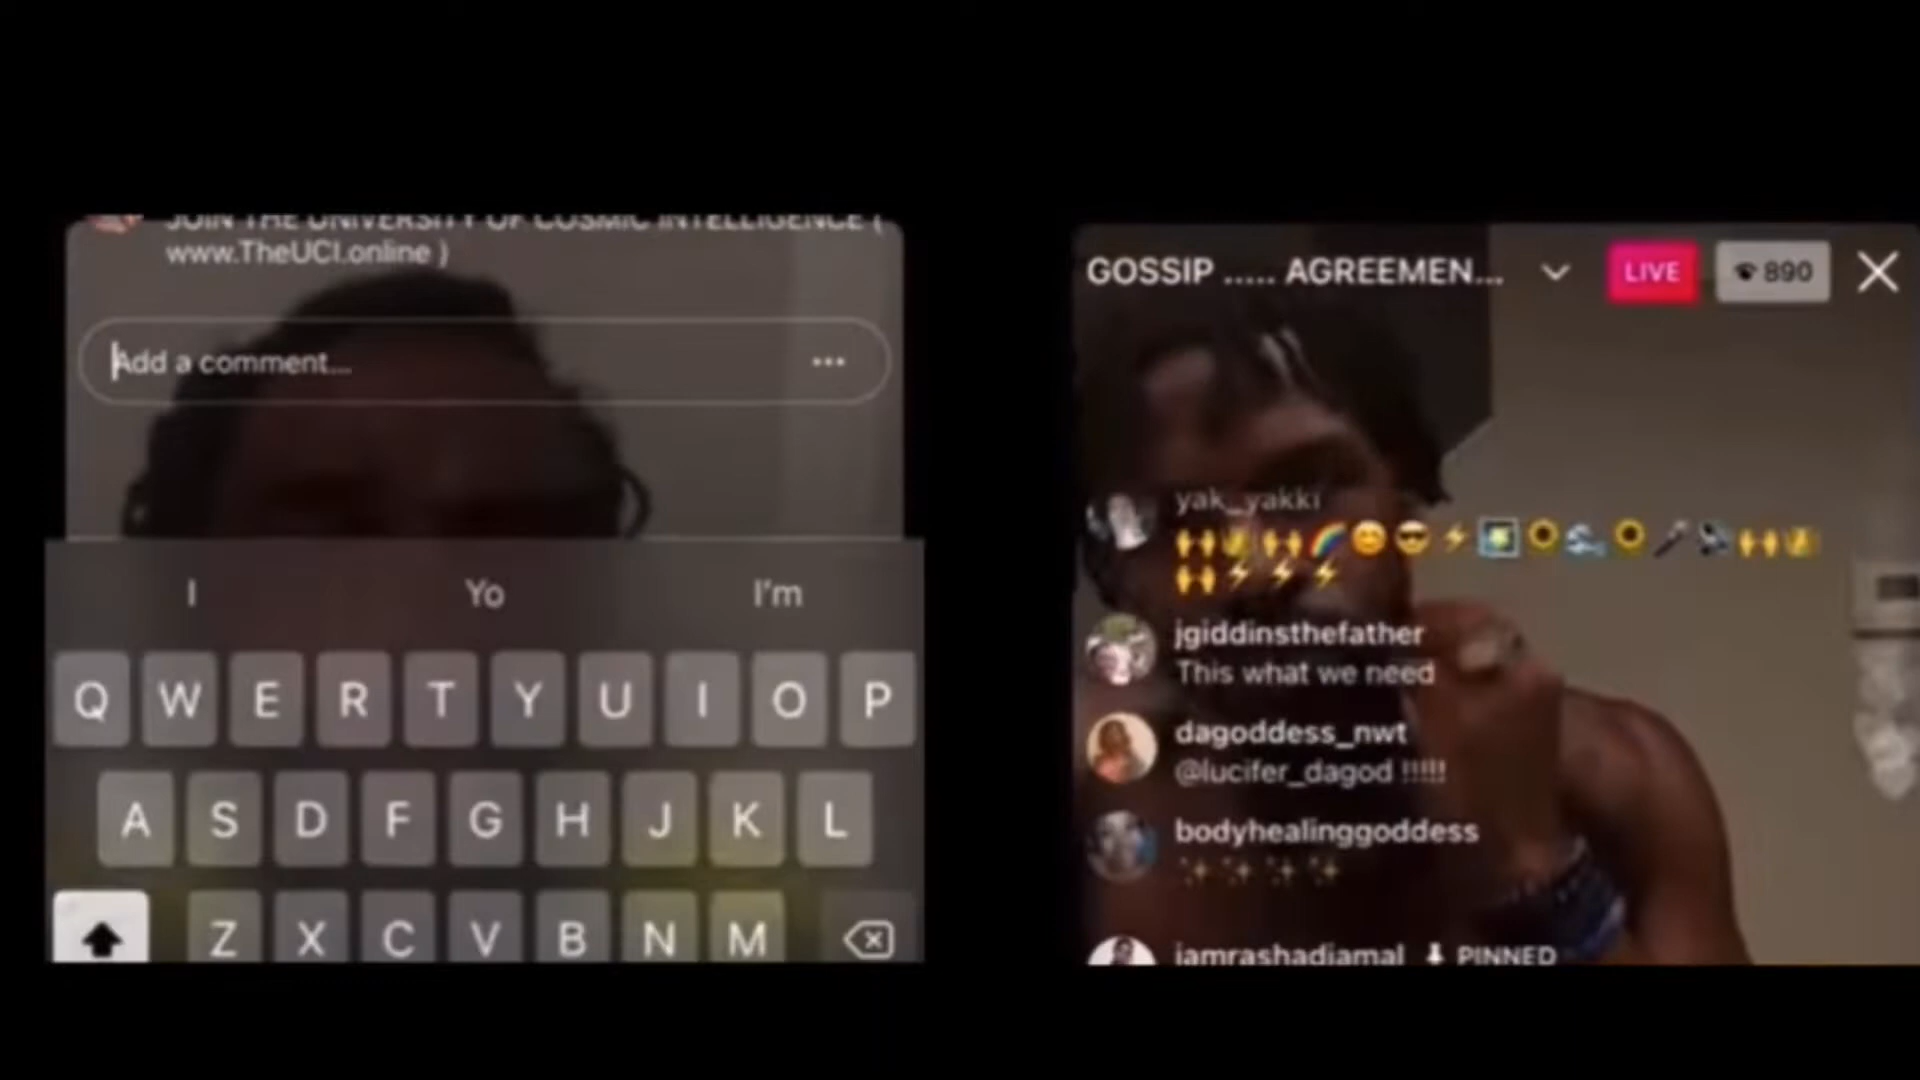 JOIN THE UNIVERSITY OF COSMIC INTELLIGENCE (
www.TheUCI.online )
Add a comment...
I Yo I'm
Q W E R T Y U I O P
A S D F G H J K L
Z X C V B N M
GOSSIP ..... AGREEMEN...
LIVE 890
yak_yakki
🙌👏🙌🌈😊😎⚡🌻🌊🌻🎤🔊🙌👏
🙌⚡⚡⚡
jgiddinsthefather
This what we need
dagoddess_nwt
@lucifer_dagod !!!!!
bodyhealinggoddess
✨✨✨✨
iamrashadjamal PINNED